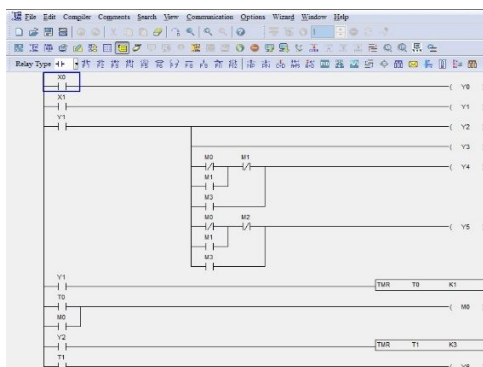 File Edit Compiler Comments Search View Communication Options Wizard Window Help
Relay Type
X0
Y0
X1
Y1
Y1
Y2
Y3
M0 M1
Y4
M1
M3
M0 M2
Y5
M1
M3
Y1
TMR T0 K1
T0
M0
M0
Y2
TMR T1 K3
T1